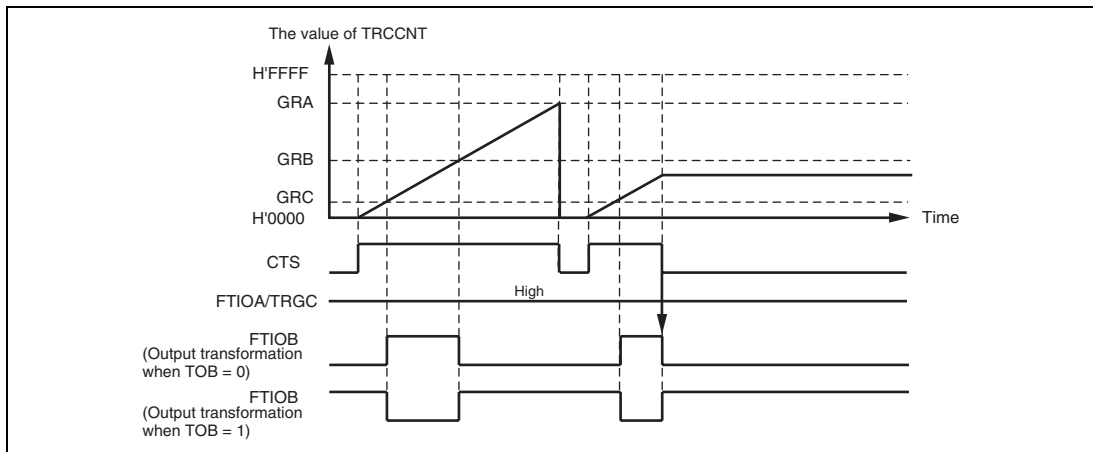 The value of TRCCNT
H'FFFF
GRA
GRB
GRC
H'0000
Time
CTS
High
FTIOA/TRGC
FTIOB
(Output transformation
when TOB = 0)
FTIOB
(Output transformation
when TOB = 1)